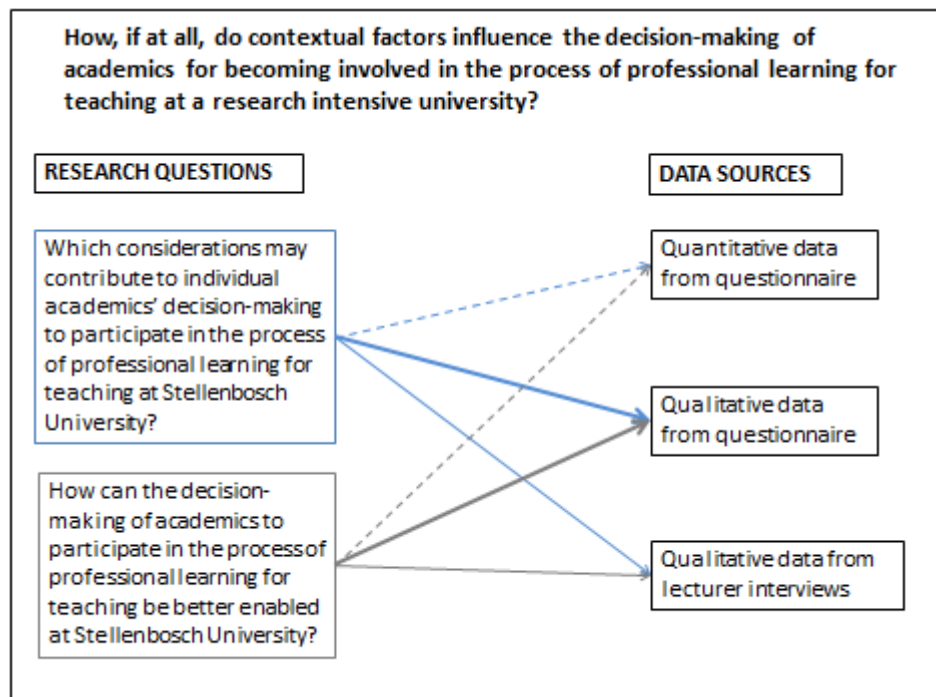 How, if at all, do contextual factors influence the decision-making of
academics for becoming involved in the process of professional learning for
teaching at a research intensive university?
RESEARCH QUESTIONS
DATA SOURCES
Which considerations may
contribute to individual
academics' decision-making
to participate in the process
of professional learning for
teaching at Stellenbosch
University?
Quantitative data
from questionnaire
Qualitative data
from questionnaire
How can the decision-
making of academics to
participate in the process of
professional learning for
teaching be better enabled
at Stellenbosch University?
Qualitative data from
lecturer interviews